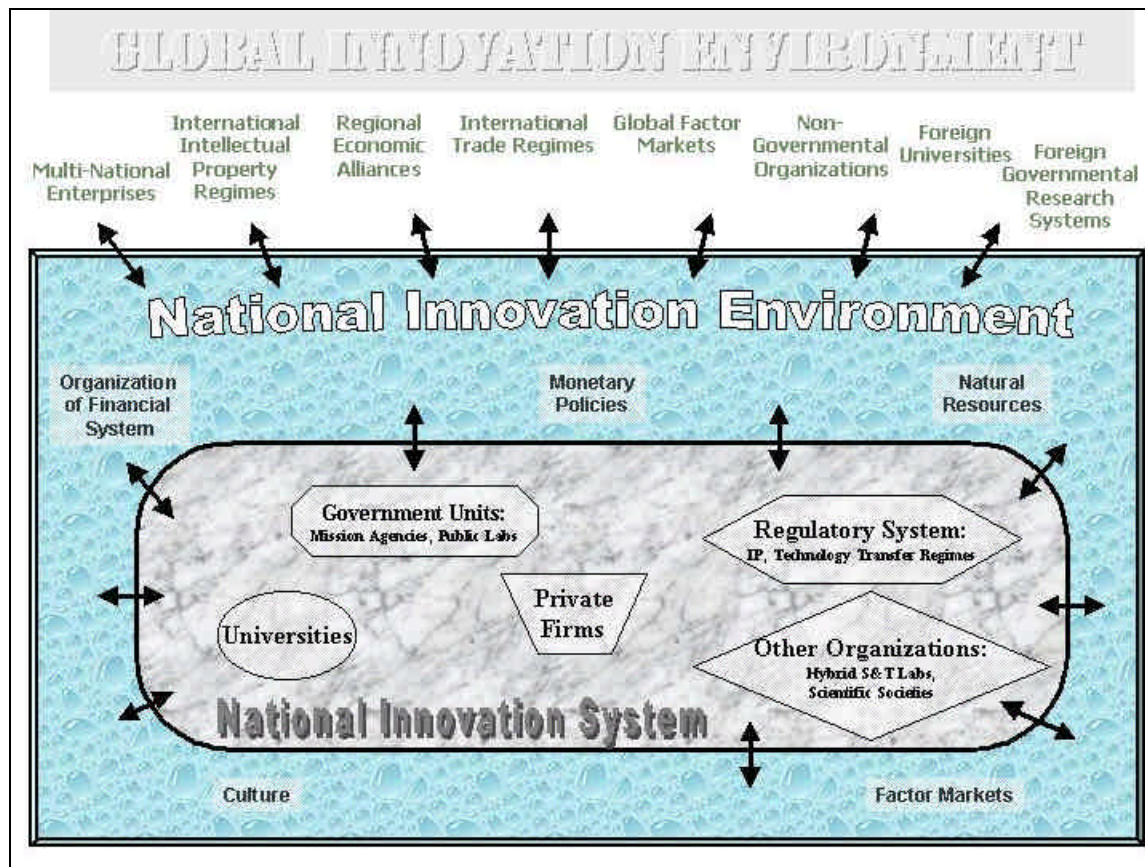 GLOBAL INNOVATION ENVIRONMENT
Multi-National
Enterprises
International
Intellectual
Property
Regimes
Regional
Economic
Alliances
International
Trade Regimes
Global Factor
Markets
Non-
Governmental
Organizations
Foreign
Universities
Foreign
Governmental
Research
Systems
National Innovation Environment
Organization
of Financial
System
Monetary
Policies
Natural
Resources
Government Units:
Mission Agencies, Public Labs
Regulatory System:
IP, Technology Transfer Regimes
Private
Firms
Universities
Other Organizations:
Hybrid S&T Labs,
Scientific Societies
National Innovation System
Culture
Factor Markets